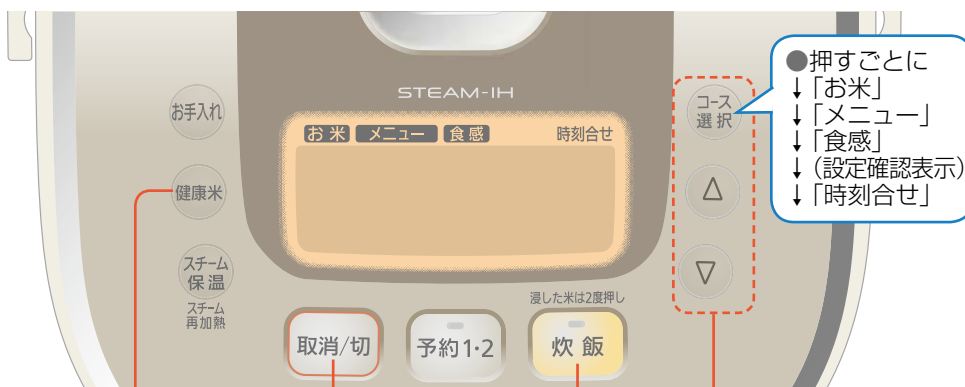 STEAM-IH
お手入れ
お米 メニュー 食感 時刻合せ
コース
選択
●押すごとに
↓「お米」
↓「メニュー」
↓「食感」
↓(設定確認表示)
↓「時刻合せ」
健康米
△
スチーム
保温
スチーム
再加熱
▽
浸した米は2度押し
取消/切
予約1・2
炊飯